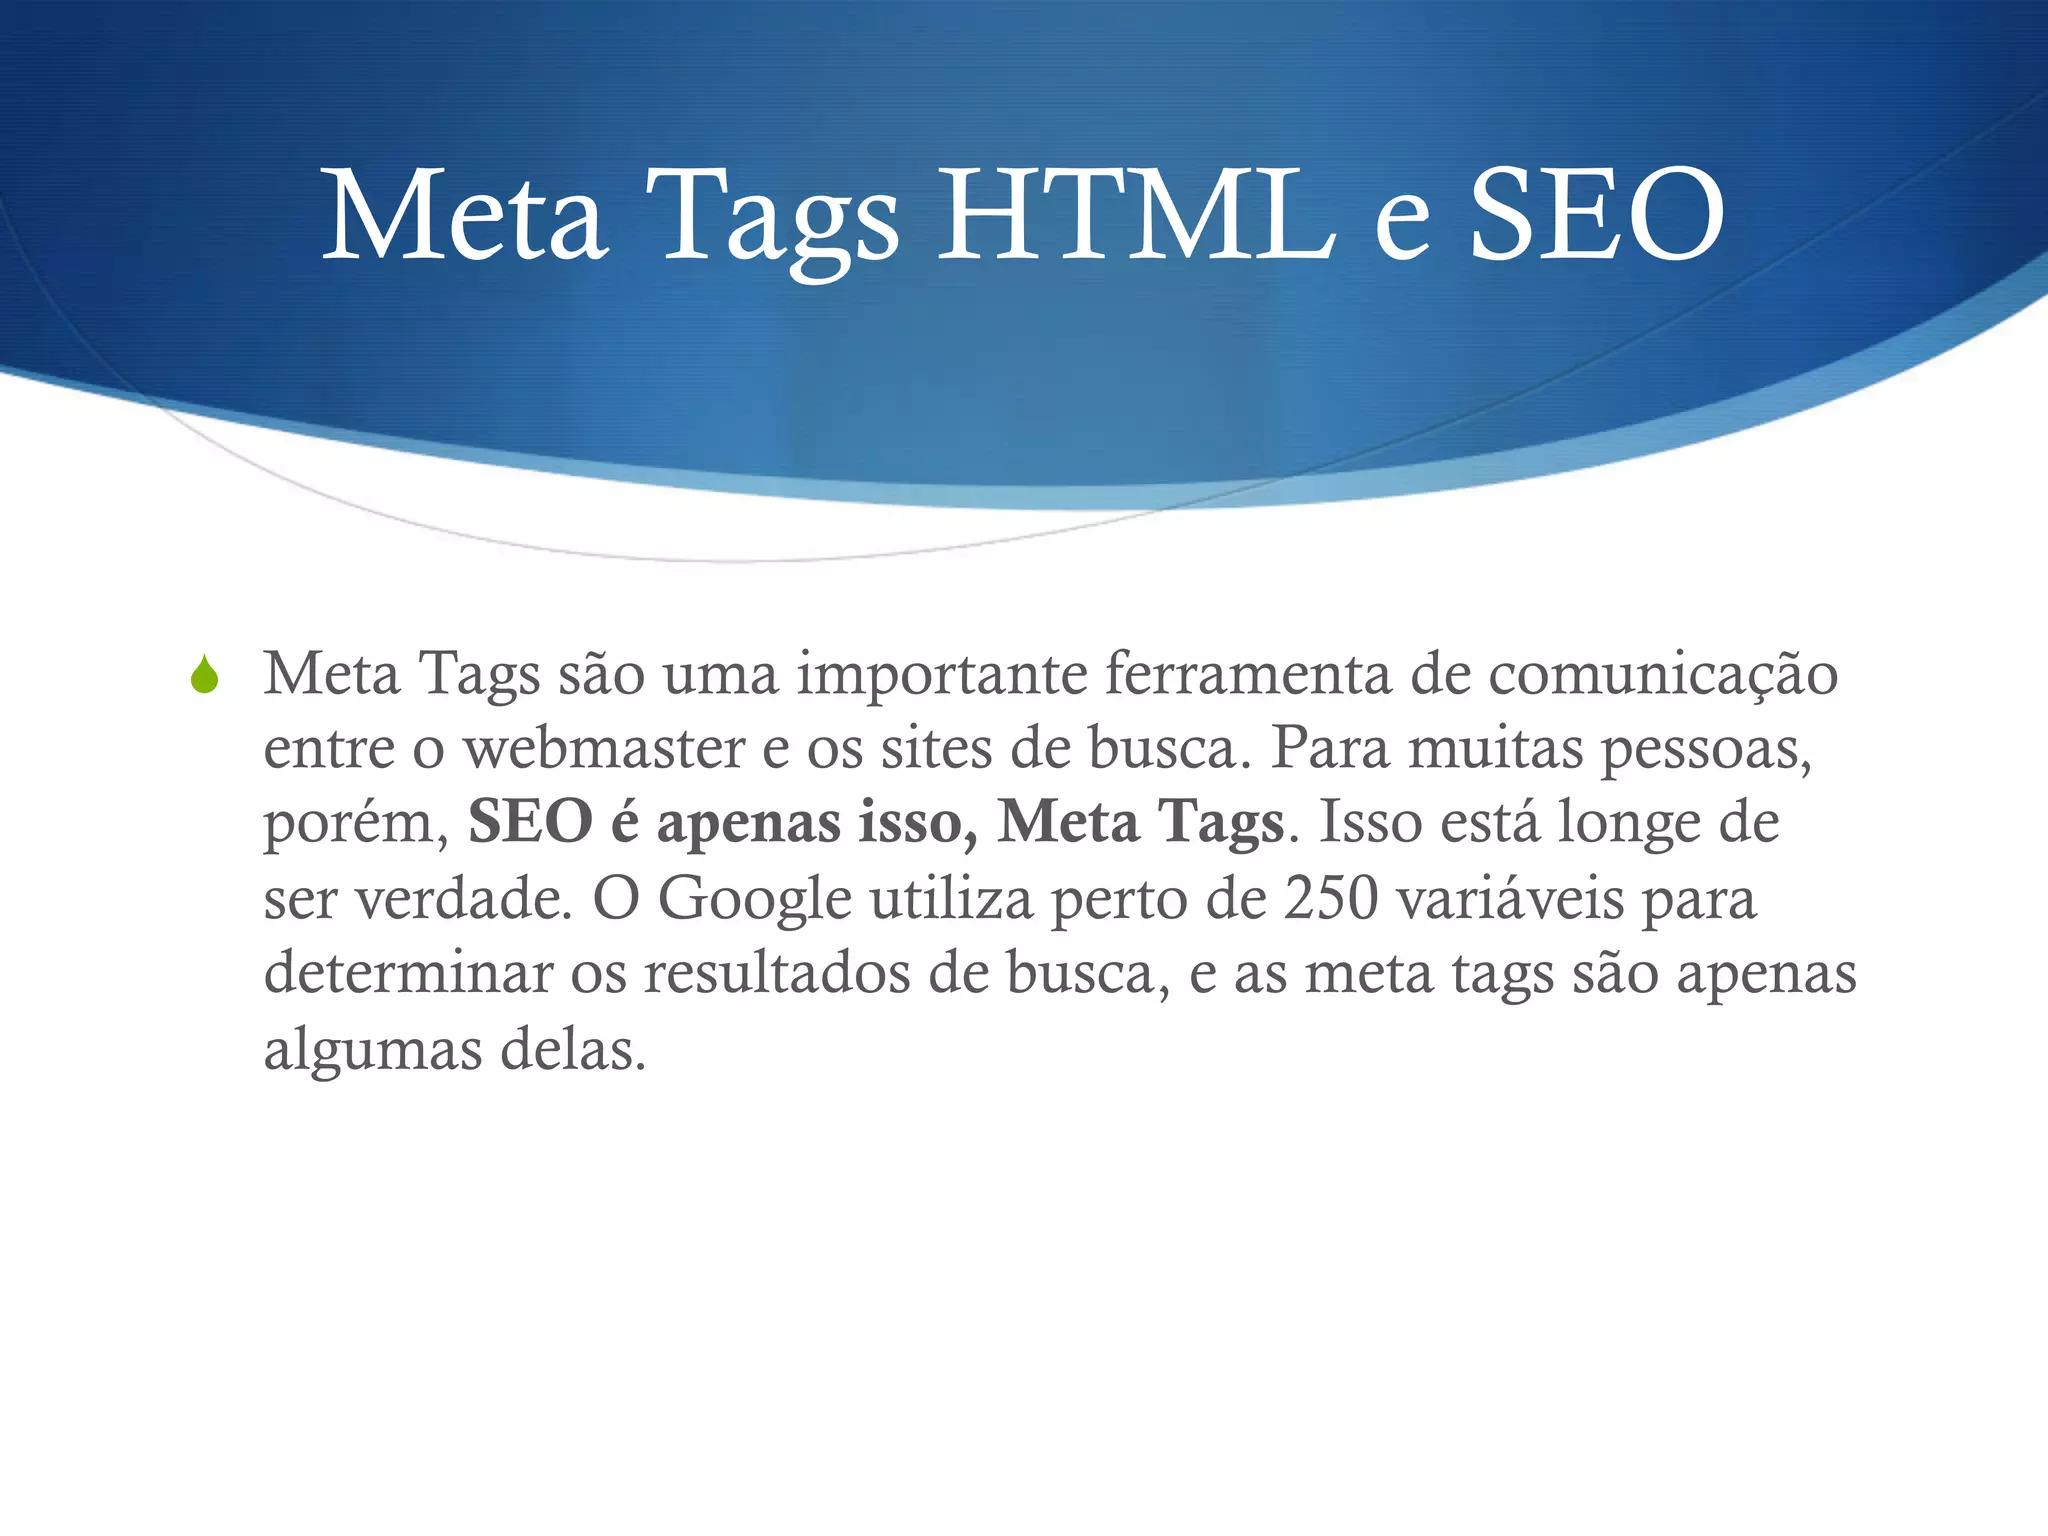 Meta Tags HTML e SEO
Meta Tags são uma importante ferramenta de comunicação
entre o webmaster e os sites de busca. Para muitas pessoas,
porém, SEO é apenas isso, Meta Tags. Isso está longe de
ser verdade. O Google utiliza perto de 250 variáveis para
determinar os resultados de busca, e as meta tags são apenas
algumas delas.